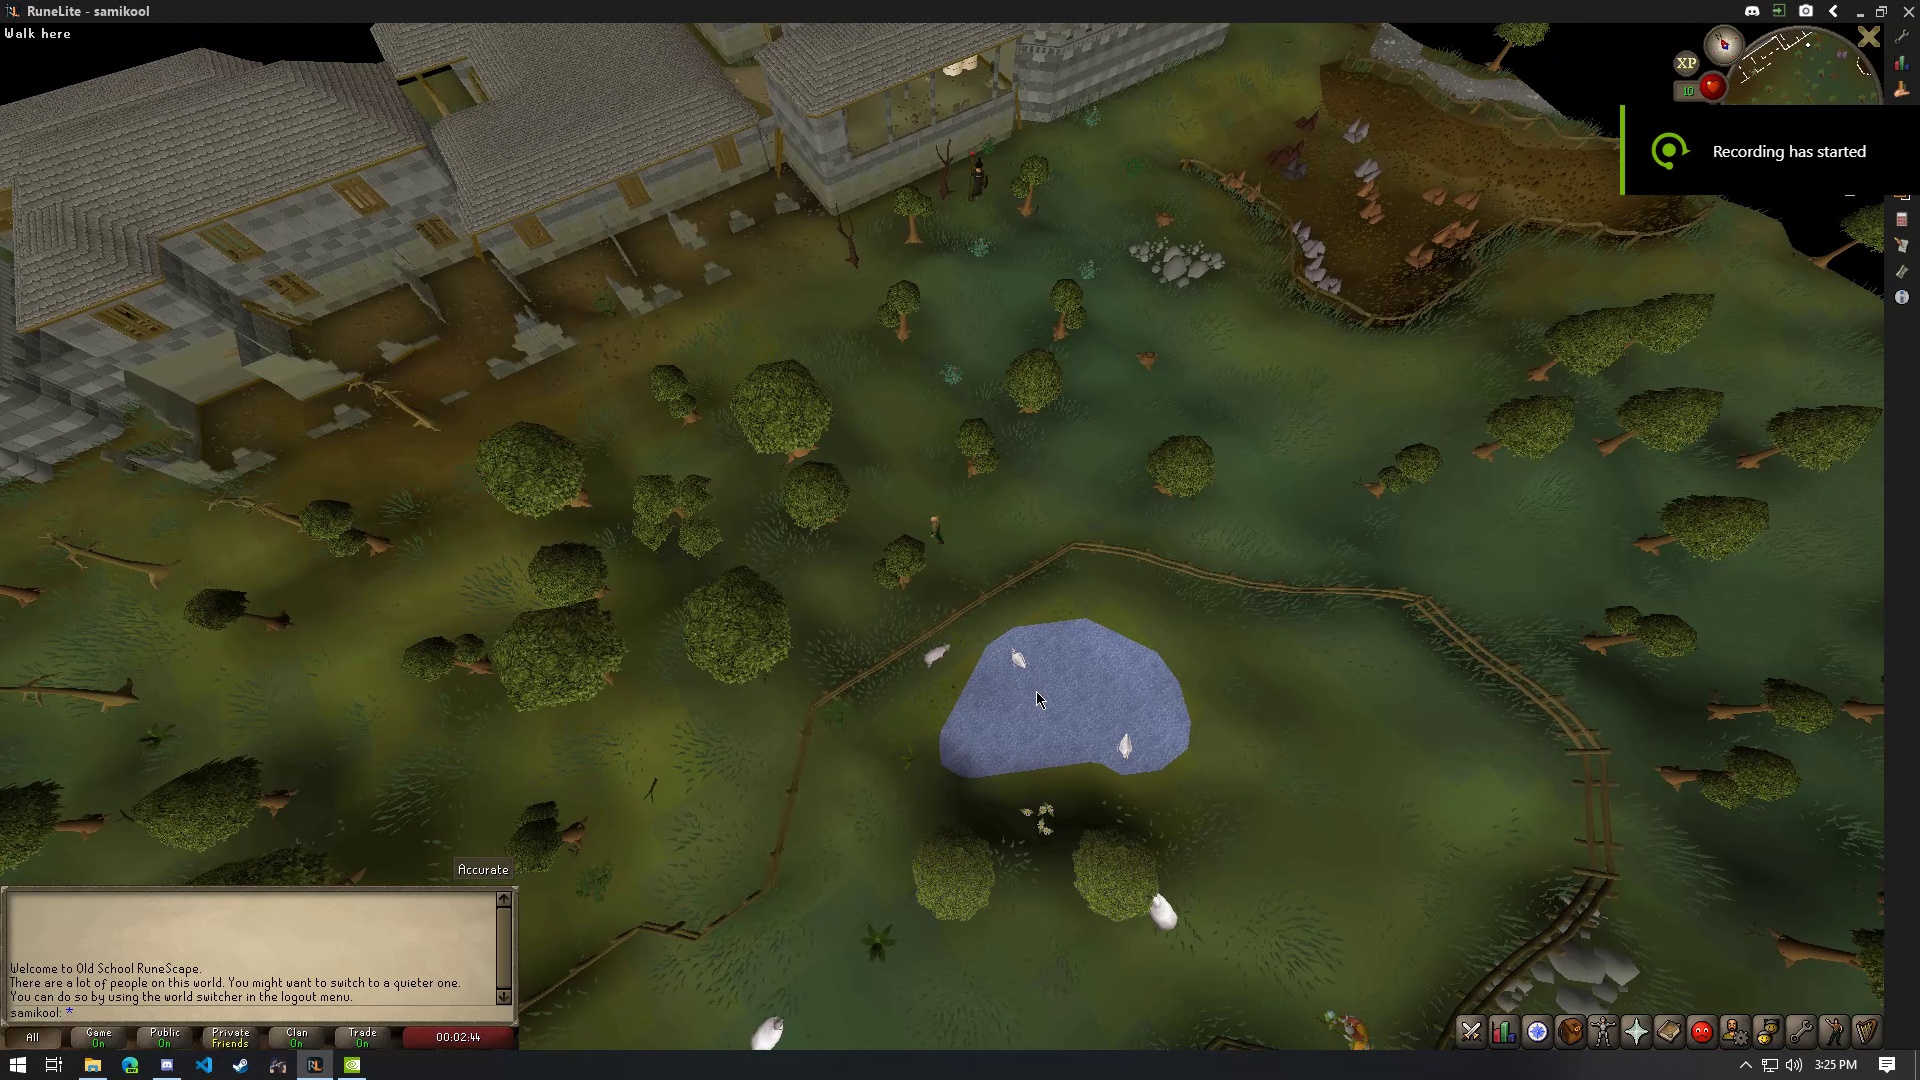 RuneLite - samikool
Walk here
XP
10
Recording has started
Accurate
Welcome to Old School RuneScape.
There are a lot of people on this world. You might want to switch to a quieter one.
You can do so by using the world switcher in the logout menu.
samikool: *
All
Game
On
Public
On
Private
Friends
Clan
On
Trade
On
00:02:44
3:25 PM